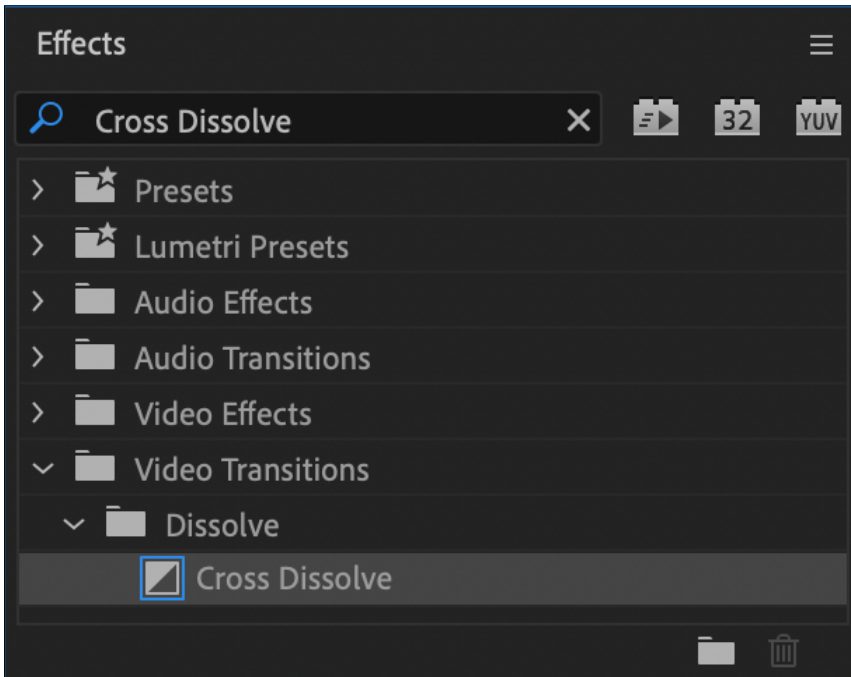 Effects
Cross Dissolve
32
YUV
Presets
Lumetri Presets
Audio Effects
Audio Transitions
Video Effects
Video Transitions
Dissolve
Cross Dissolve